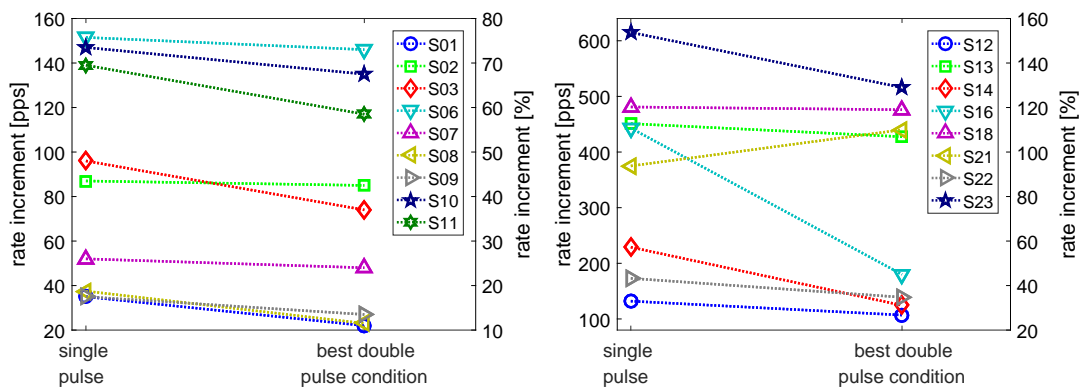 160
140
120
100
80
60
40
20
rate increment [pps]
80
70
60
50
40
30
20
10
rate increment [%]
S01
S02
S03
S06
S07
S08
S09
S10
S11
single
pulse
best double
pulse condition
600
500
400
300
200
100
rate increment [pps]
160
140
120
100
80
60
40
20
rate increment [%]
S12
S13
S14
S16
S18
S21
S22
S23
single
pulse
best double
pulse condition